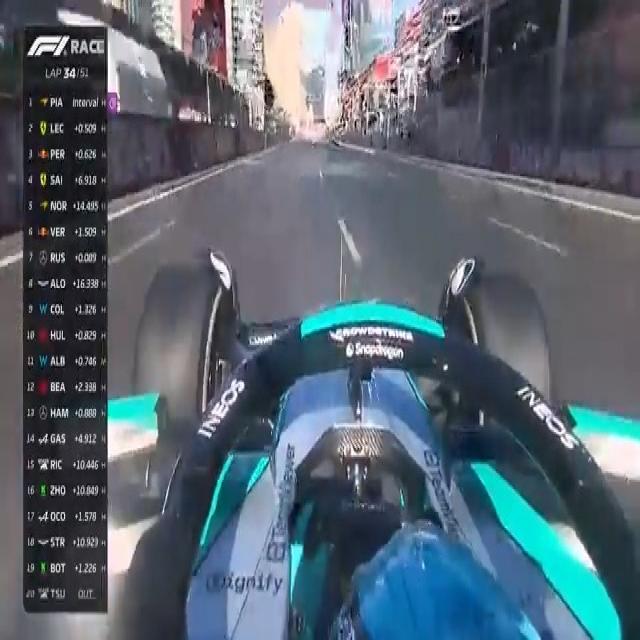 F1 RACE
LAP 34/51
1 PIA Interval H
2 LEC +0.509 H
3 PER +0.626 H
4 SAI +6.918 H
5 NOR +14.485 H
6 VER +1.509 H
7 RUS +0.089 H
8 ALO +16.338 H
9 COL +1.326 H
10 HUL +0.829 H
11 ALB +0.746 H
12 BEA +2.398 H
13 HAM +0.888 H
14 GAS +4.912 H
15 RIC +10.446 H
16 ZHO +10.849 H
17 OCO +1.578 H
18 STR +10.929 H
19 BOT +1.226 H
20 TSU OUT
CROWDSTRIKE
Snapdragon
INEOS
INEOS
TeamViewer
Signify